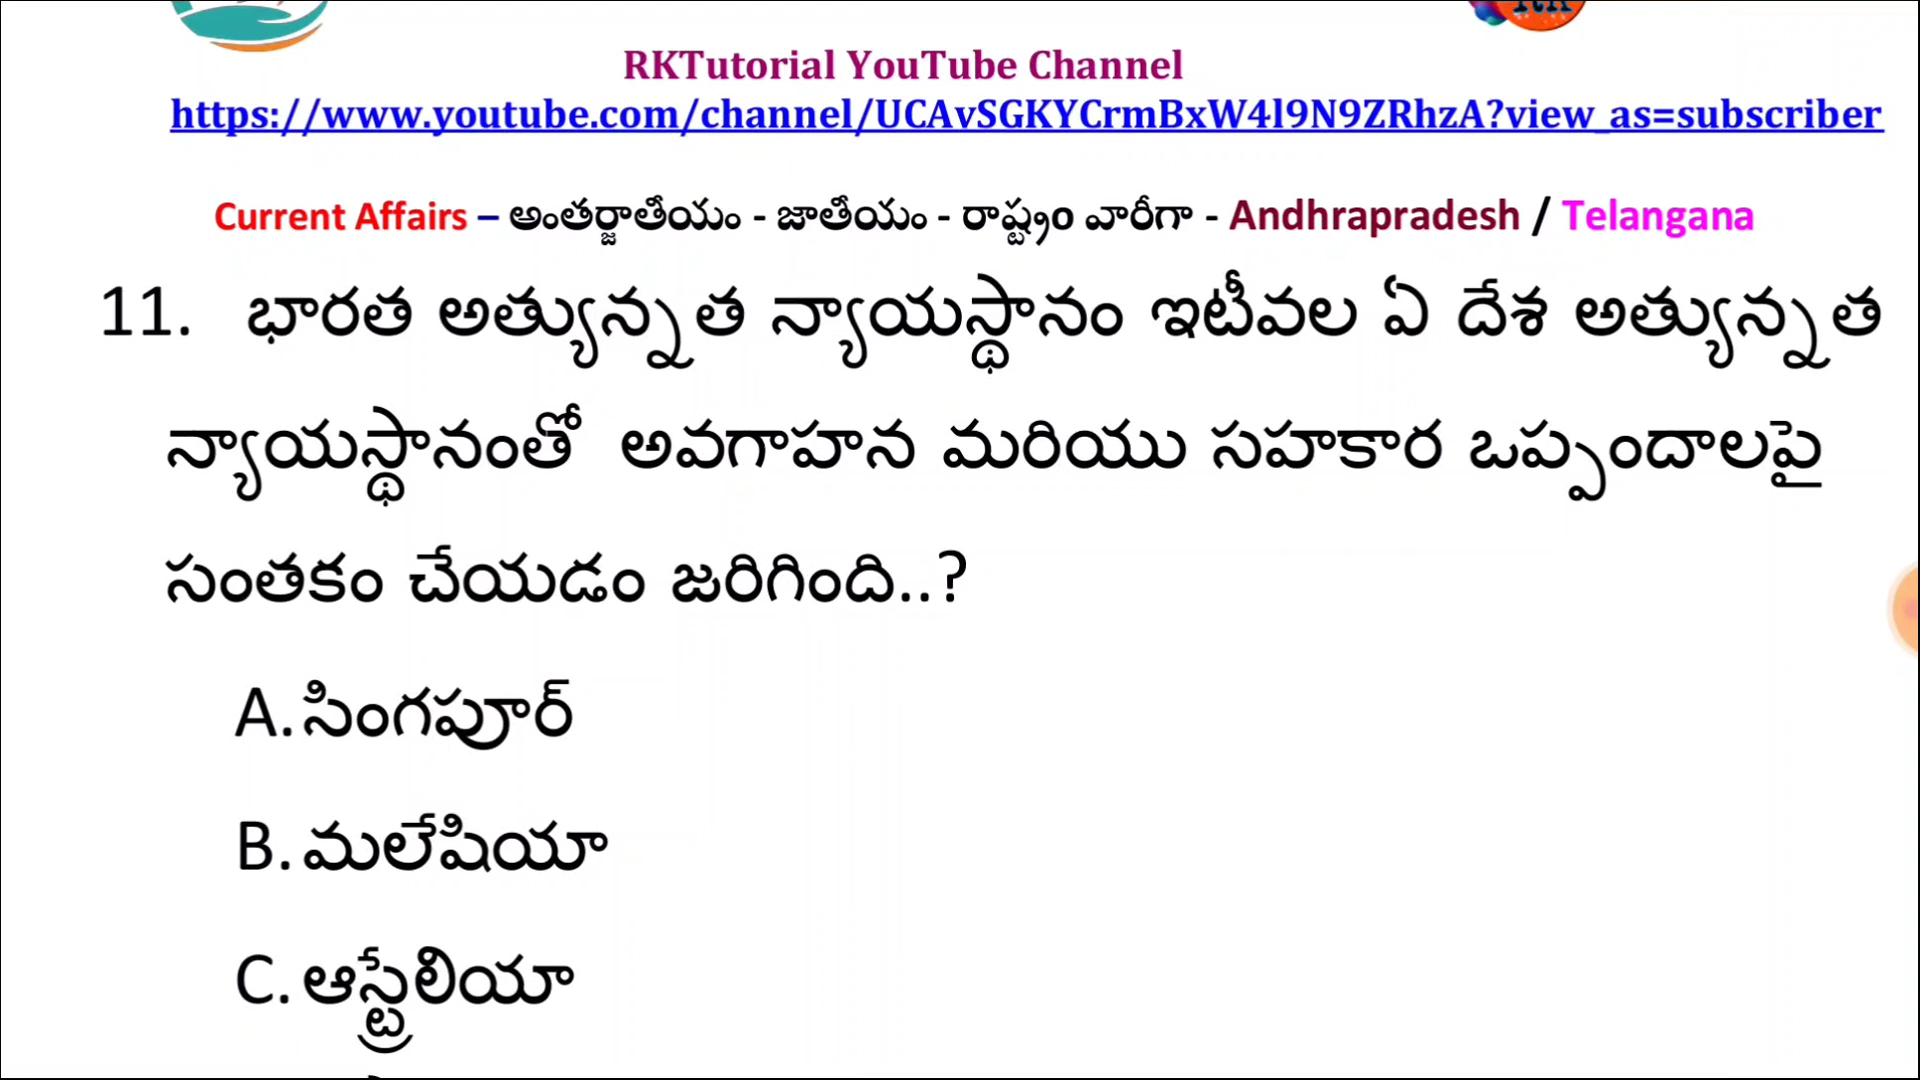 RKTutorial YouTube Channel
https://www.youtube.com/channel/UCAvSGKYCrmBxW4l9N9ZRhzA?view_as=subscriber
Current Affairs – అంతర్జాతీయం - జాతీయం - రాష్ట్రం వారీగా - Andhrapradesh / Telangana
11. భారత అత్యున్నత న్యాయస్థానం ఇటీవల ఏ దేశ అత్యున్నత
న్యాయస్థానంతో అవగాహన మరియు సహకార ఒప్పందాలపై
సంతకం చేయడం జరిగింది..?
A. సింగపూర్
B. మలేషియా
C. ఆస్ట్రేలియా